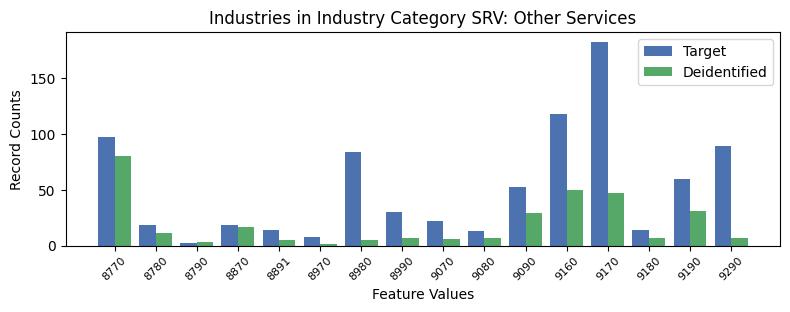 Industries in Industry Category SRV: Other Services
Record Counts
150
100
50
0
Target
Deidentified
8770 8780 8790 8870 8891 8970 8980 8990 9070 9080 9090 9160 9170 9180 9190 9290
Feature Values